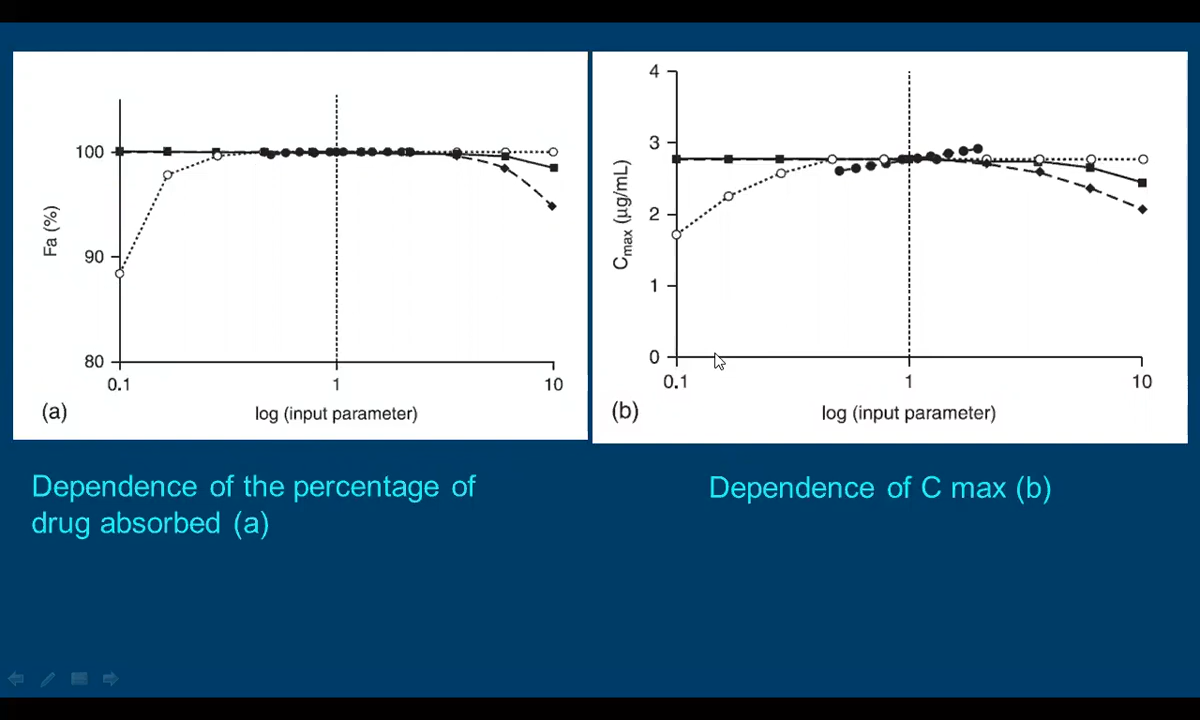 100
90
80
Fa (%)
0.1 1 10
(a) log (input parameter)
4
3
2
1
0
Cmax (μg/mL)
0.1 1 10
(b) log (input parameter)
Dependence of the percentage of
drug absorbed (a)
Dependence of C max (b)